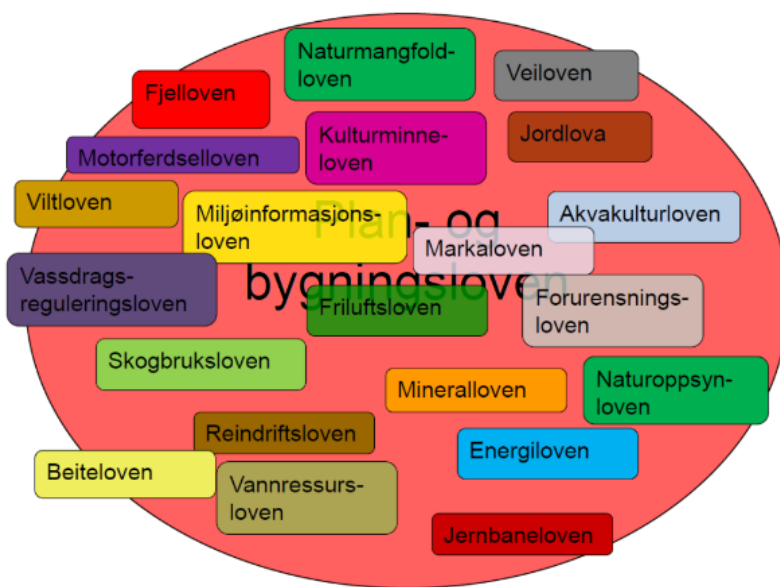 Naturmangfold-
loven
Veiloven
Fjelloven
Kulturminne-
loven
Jordlova
Motorferdselloven
Viltloven
Miljøinformasjons-
loven
Akvakulturloven
Plan- og
bygningsloven
Markaloven
Vassdrags-
reguleringsloven
Friluftsloven
Forurensnings-
loven
Skogbruksloven
Mineralloven
Naturoppsyn-
loven
Reindriftsloven
Energiloven
Beiteloven
Vannressurs-
loven
Jernbaneloven